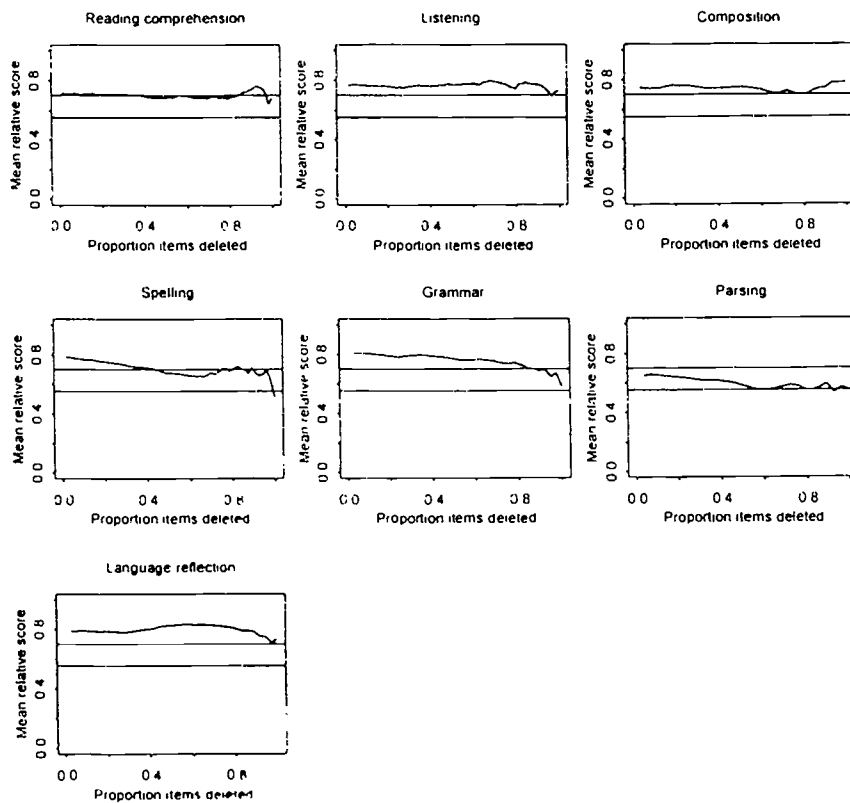 Reading comprehension
Mean relative score
0.0 0.4 0.8
0.0 0.4 0.8
Proportion items deleted
Listening
Mean relative score
0.0 0.4 0.8
0.0 0.4 0.8
Proportion items deleted
Composition
Mean relative score
0.0 0.4 0.8
0.0 0.4 0.8
Proportion items deleted
Spelling
Mean relative score
0.0 0.4 0.8
0.0 0.4 0.8
Proportion items deleted
Grammar
Mean relative score
0.0 0.4 0.8
0.0 0.4 0.8
Proportion items deleted
Parsing
Mean relative score
0.0 0.4 0.8
0.0 0.4 0.8
Proportion items deleted
Language reflection
Mean relative score
0.0 0.4 0.8
0.0 0.4 0.8
Proportion items deleted